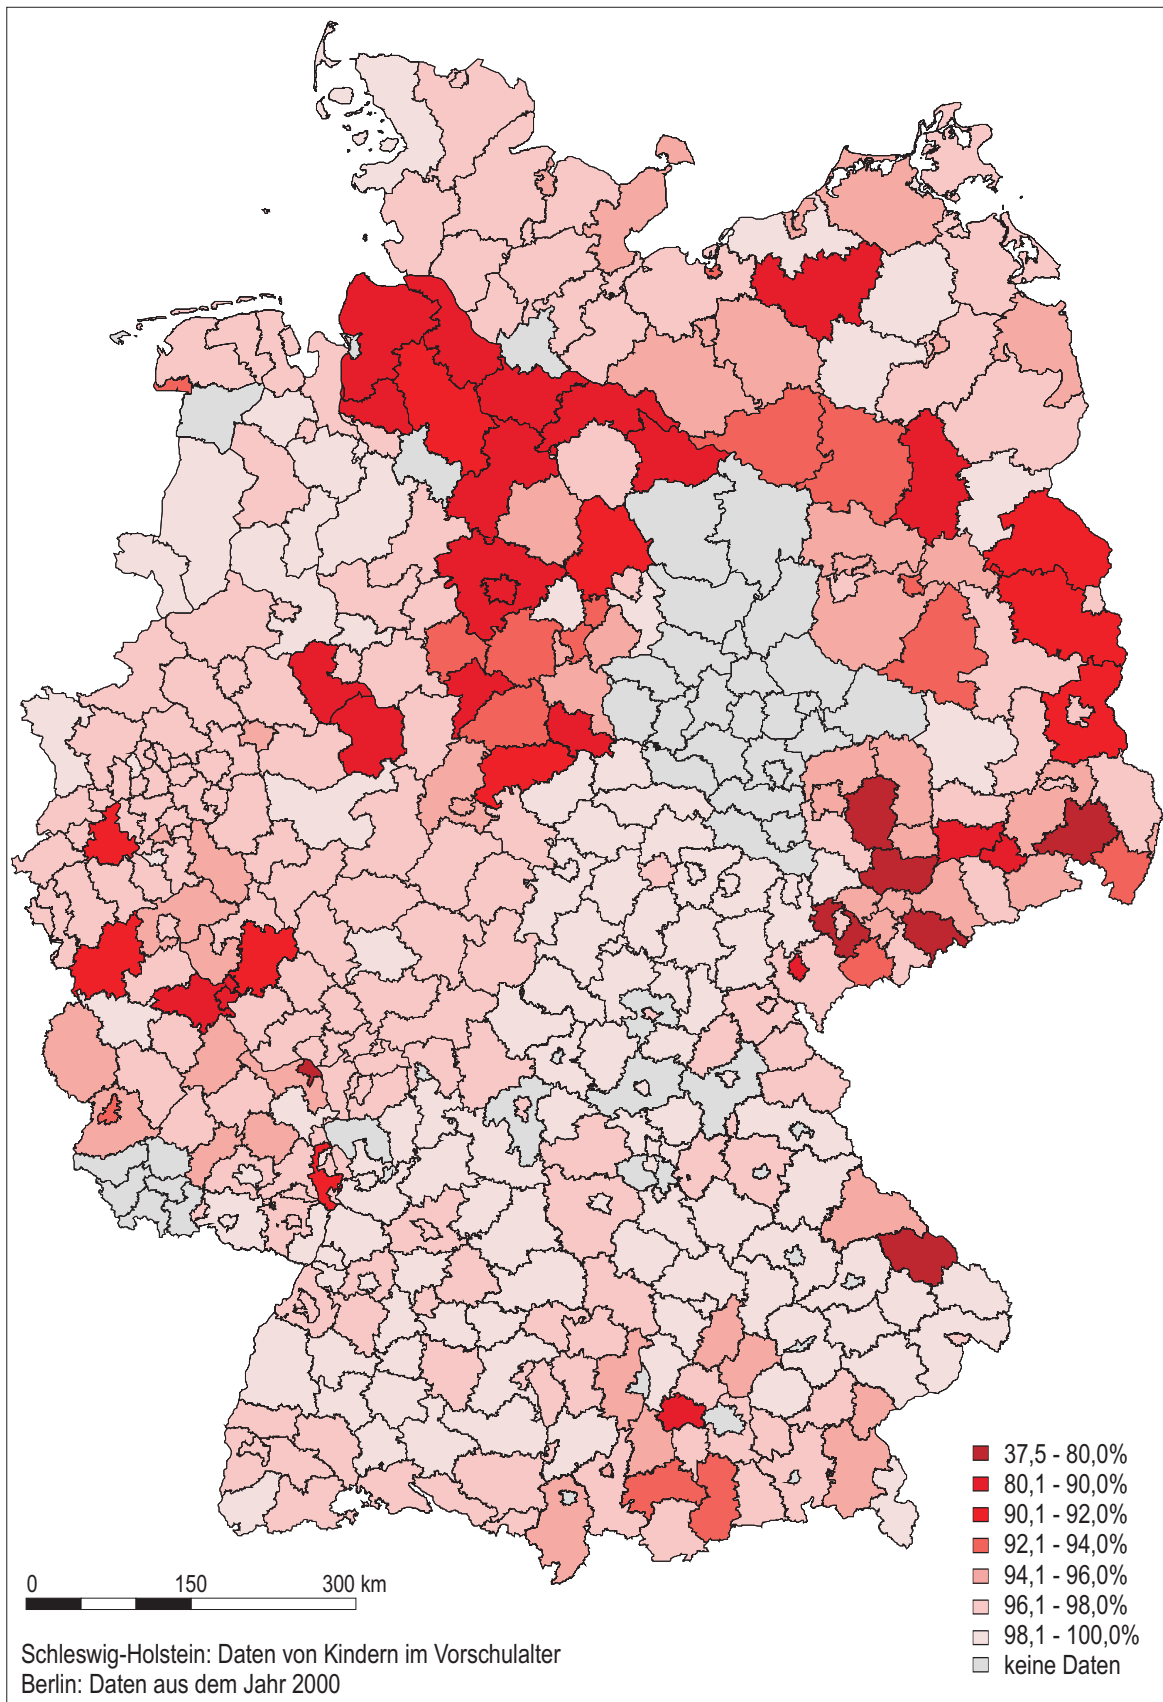 37,5 - 80,0%
80,1 - 90,0%
90,1 - 92,0%
92,1 - 94,0%
94,1 - 96,0%
96,1 - 98,0%
98,1 - 100,0%
keine Daten
0 150 300 km
Schleswig-Holstein: Daten von Kindern im Vorschulalter
Berlin: Daten aus dem Jahr 2000